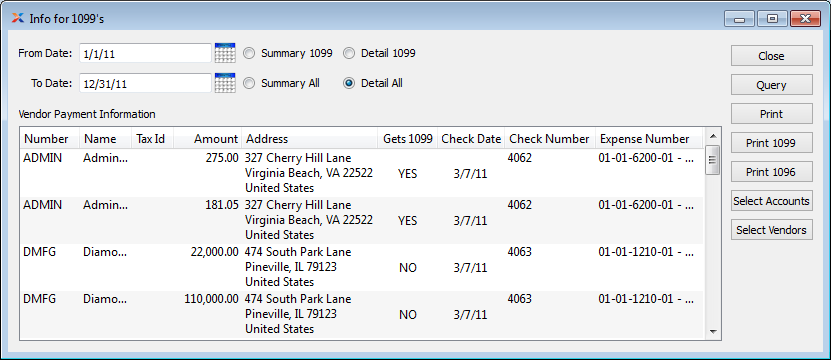 Info for 1099's
From Date: 1/1/11 Summary 1099 Detail 1099 Close
To Date: 12/31/11 Summary All Detail All Query
Vendor Payment Information Print
Number Name Tax Id Amount Address Gets 1099 Check Date Check Number Expense Number
Print 1099
Print 1096
Select Accounts
Select Vendors
ADMIN Admin... 275.00 327 Cherry Hill Lane 4062 01-01-6200-01 - ...
Virginia Beach, VA 22522 YES 3/7/11
United States
ADMIN Admin... 181.05 327 Cherry Hill Lane 4062 01-01-6200-01 - ...
Virginia Beach, VA 22522 YES 3/7/11
United States
DMFG Diamo... 22,000.00 474 South Park Lane 4063 01-01-1210-01 - ...
Pineville, IL 79123 NO 3/7/11
United States
DMFG Diamo... 110,000.00 474 South Park Lane 4063 01-01-1210-01 - ...
Pineville, IL 79123 NO 3/7/11
United States